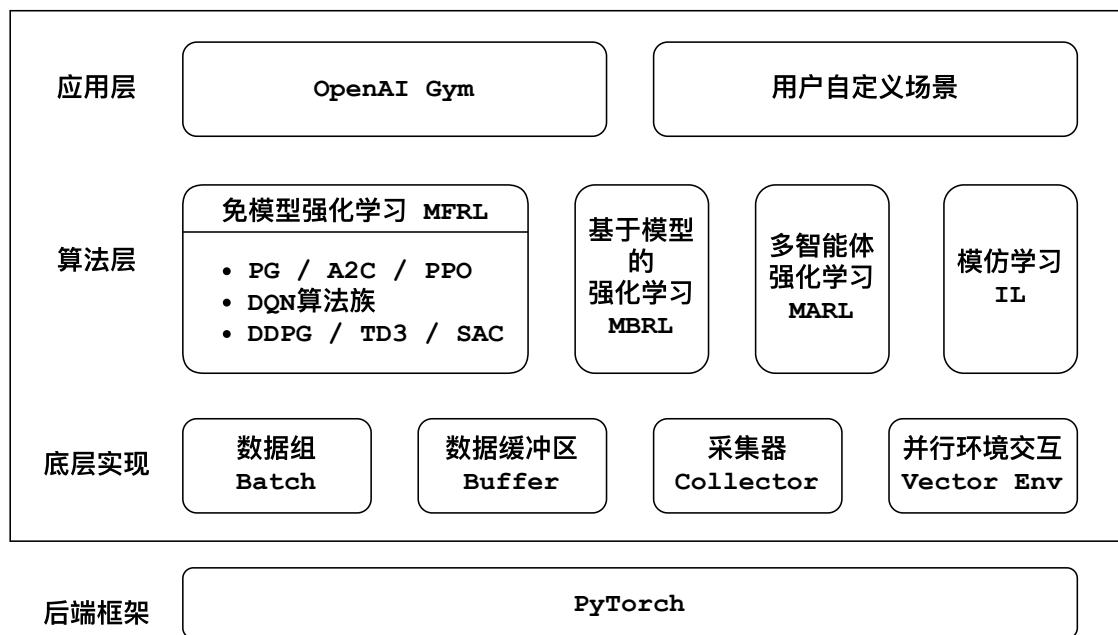 应用层
OpenAI Gym
用户自定义场景
算法层
免模型强化学习 MFRL
• PG / A2C / PPO
• DQN算法族
• DDPG / TD3 / SAC
基于模型
的
强化学习
MBRL
多智能体
强化学习
MARL
模仿学习
IL
底层实现
数据组
Batch
数据缓冲区
Buffer
采集器
Collector
并行环境交互
Vector Env
后端框架
PyTorch